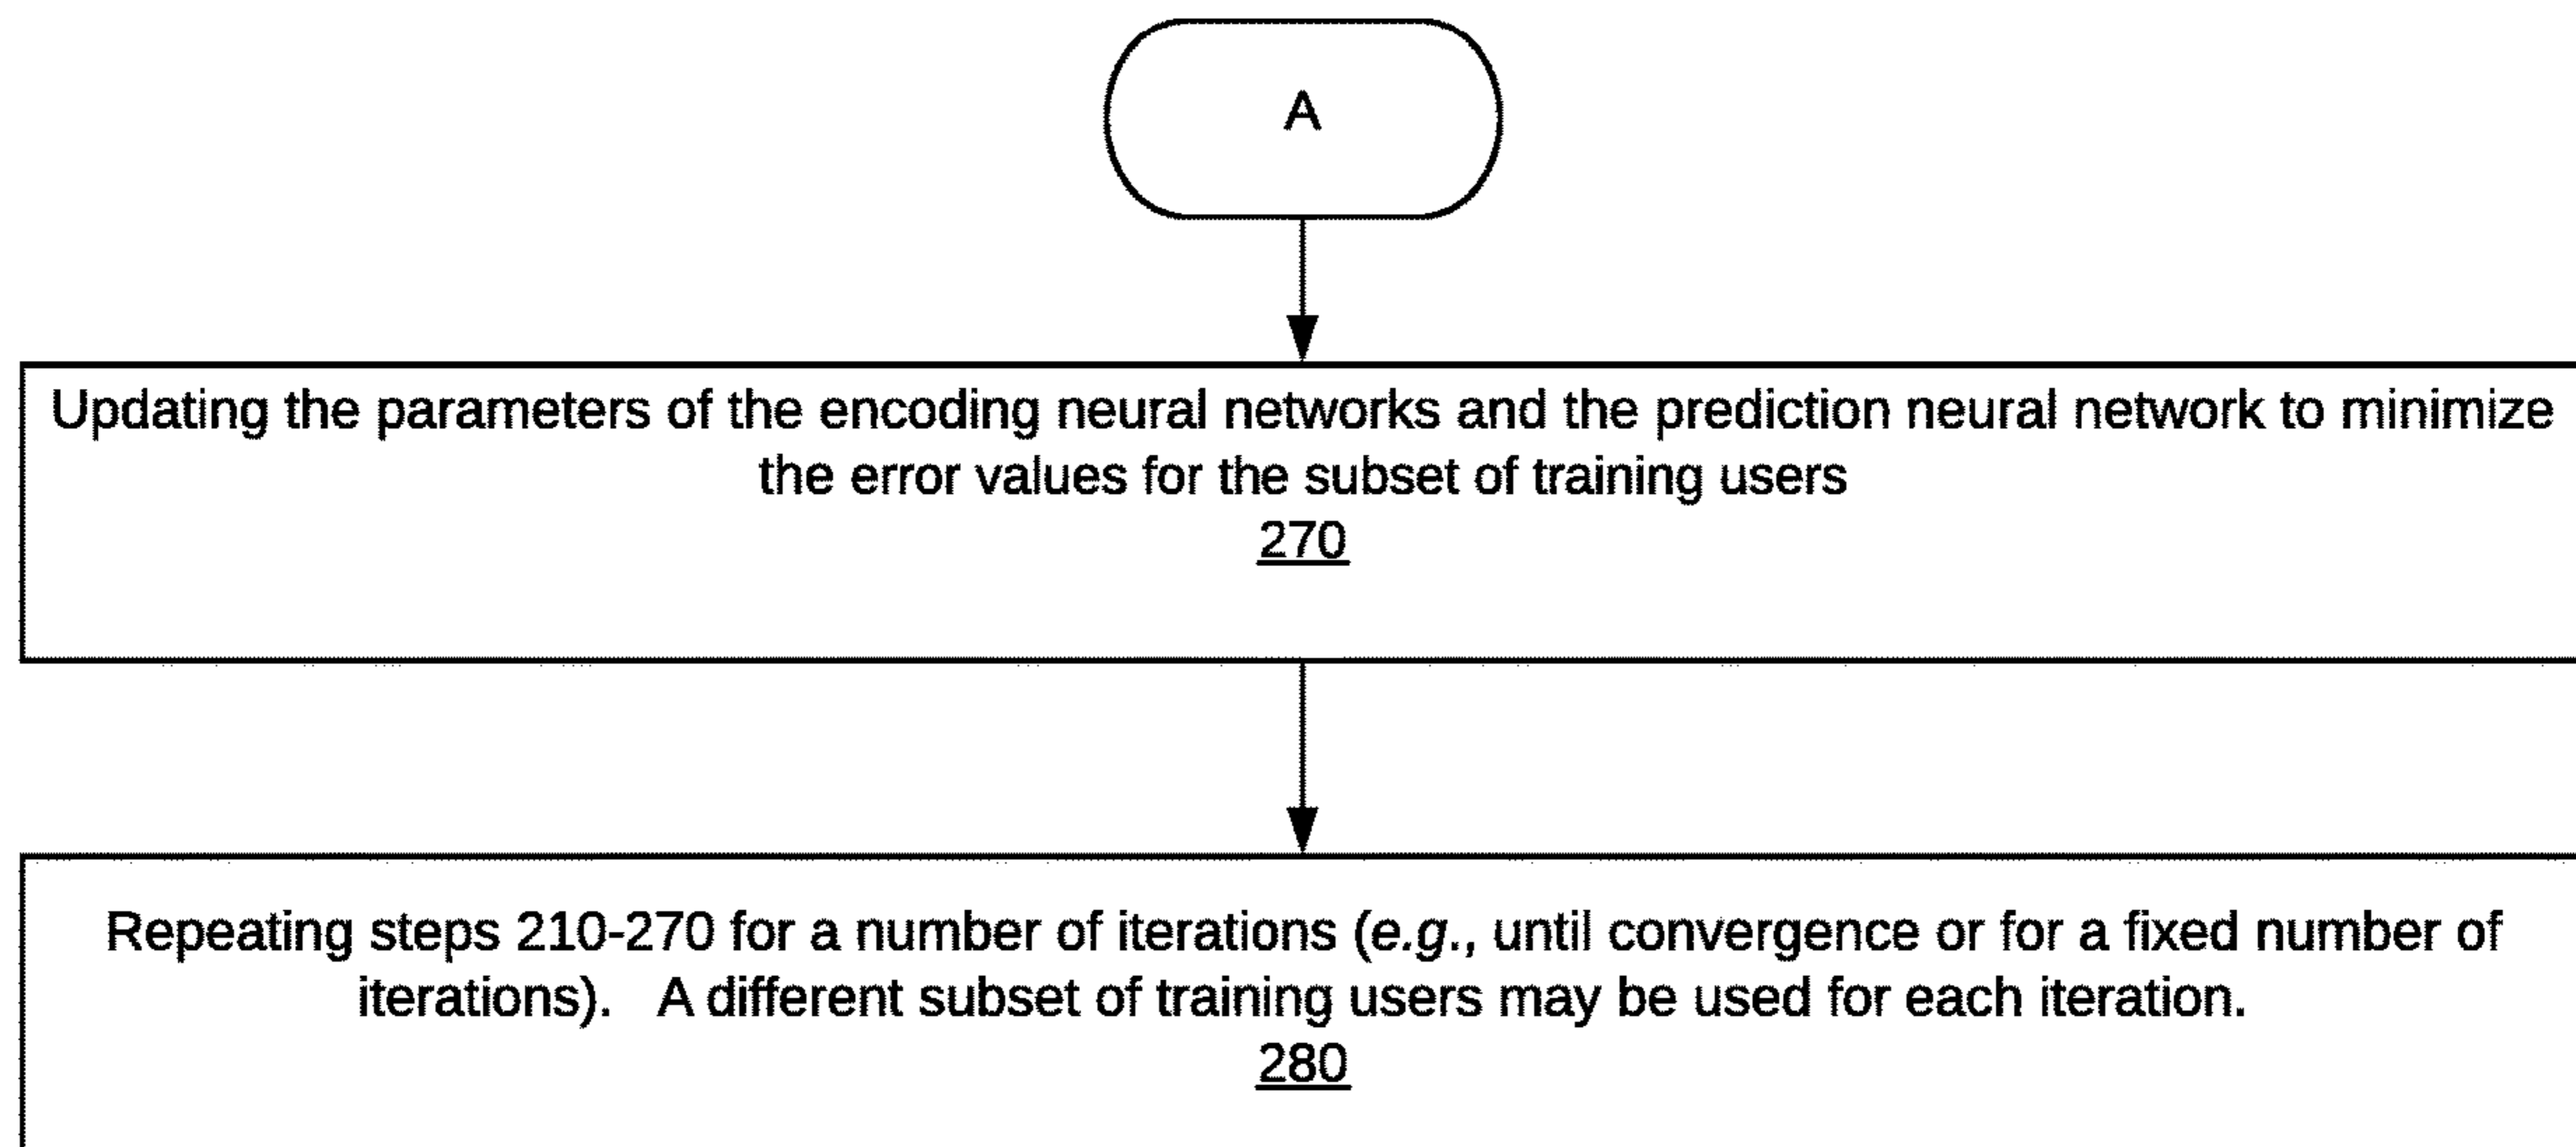 A
Updating the parameters of the encoding neural networks and the prediction neural network to minimize
the error values for the subset of training users
270
Repeating steps 210-270 for a number of iterations (e.g., until convergence or for a fixed number of
iterations).   A different subset of training users may be used for each iteration.
280